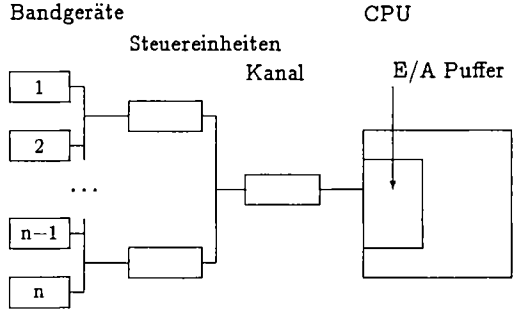 Bandgeräte
CPU
Steuereinheiten
Kanal
E/A Puffer
1
2
...
n-1
n